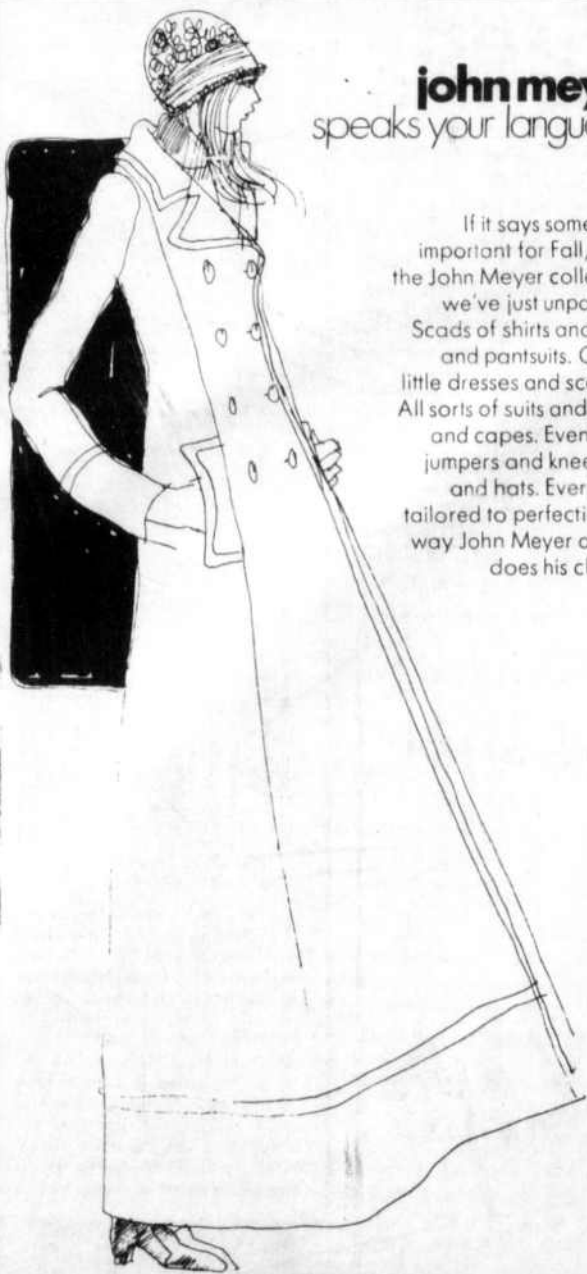 john mey
speaks your langu
If it says some
important for Fall,
the John Meyer colle
we've just unpa
Scads of shirts and
and pantsuits. C
little dresses and sc
All sorts of suits and
and capes. Even
jumpers and knee
and hats. Ever
tailored to perfecti
way John Meyer a
does his cl